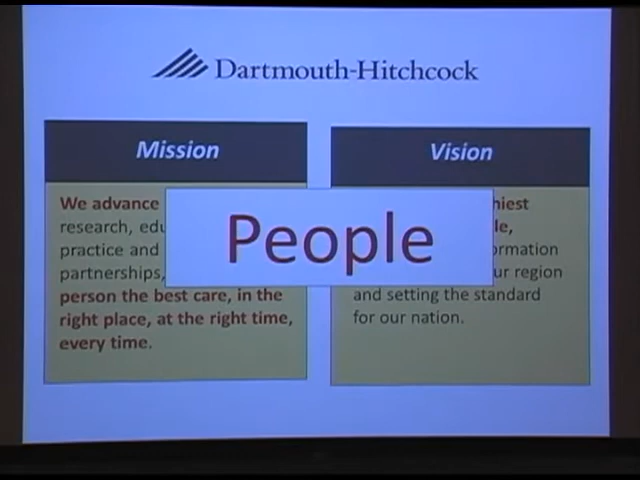 Dartmouth-Hitchcock
Mission
We advance
research, edu
practice and
partnerships,
person the best care, in the
right place, at the right time,
every time.
Vision
hiest
le,
ormation
ur region
and setting the standard
for our nation.
People